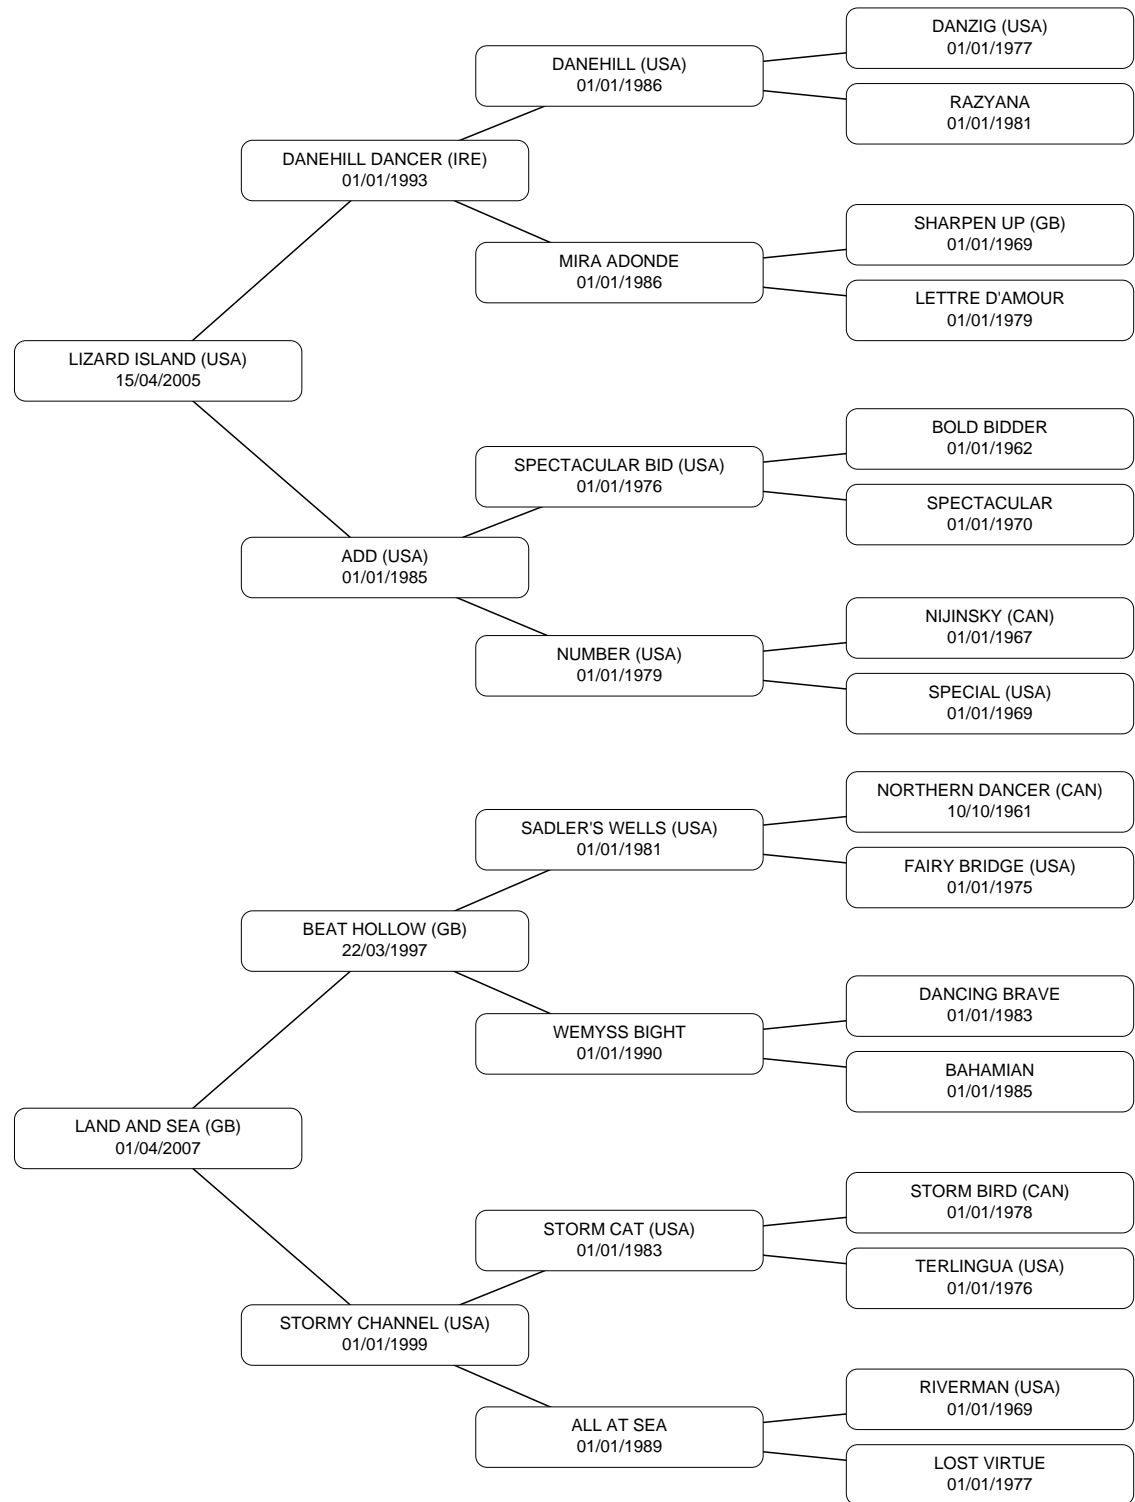 DANZIG (USA)
01/01/1977
DANEHILL (USA)
01/01/1986
RAZYANA
01/01/1981
DANEHILL DANCER (IRE)
01/01/1993
SHARPEN UP (GB)
01/01/1969
MIRA ADONDE
01/01/1986
LETTRE D'AMOUR
01/01/1979
LIZARD ISLAND (USA)
15/04/2005
BOLD BIDDER
01/01/1962
SPECTACULAR BID (USA)
01/01/1976
SPECTACULAR
01/01/1970
ADD (USA)
01/01/1985
NIJINSKY (CAN)
01/01/1967
NUMBER (USA)
01/01/1979
SPECIAL (USA)
01/01/1969
NORTHERN DANCER (CAN)
10/10/1961
SADLER'S WELLS (USA)
01/01/1981
FAIRY BRIDGE (USA)
01/01/1975
BEAT HOLLOW (GB)
22/03/1997
DANCING BRAVE
01/01/1983
WEMYSS BIGHT
01/01/1990
BAHAMIAN
01/01/1985
LAND AND SEA (GB)
01/04/2007
STORM BIRD (CAN)
01/01/1978
STORM CAT (USA)
01/01/1983
TERLINGUA (USA)
01/01/1976
STORMY CHANNEL (USA)
01/01/1999
RIVERMAN (USA)
01/01/1969
ALL AT SEA
01/01/1989
LOST VIRTUE
01/01/1977